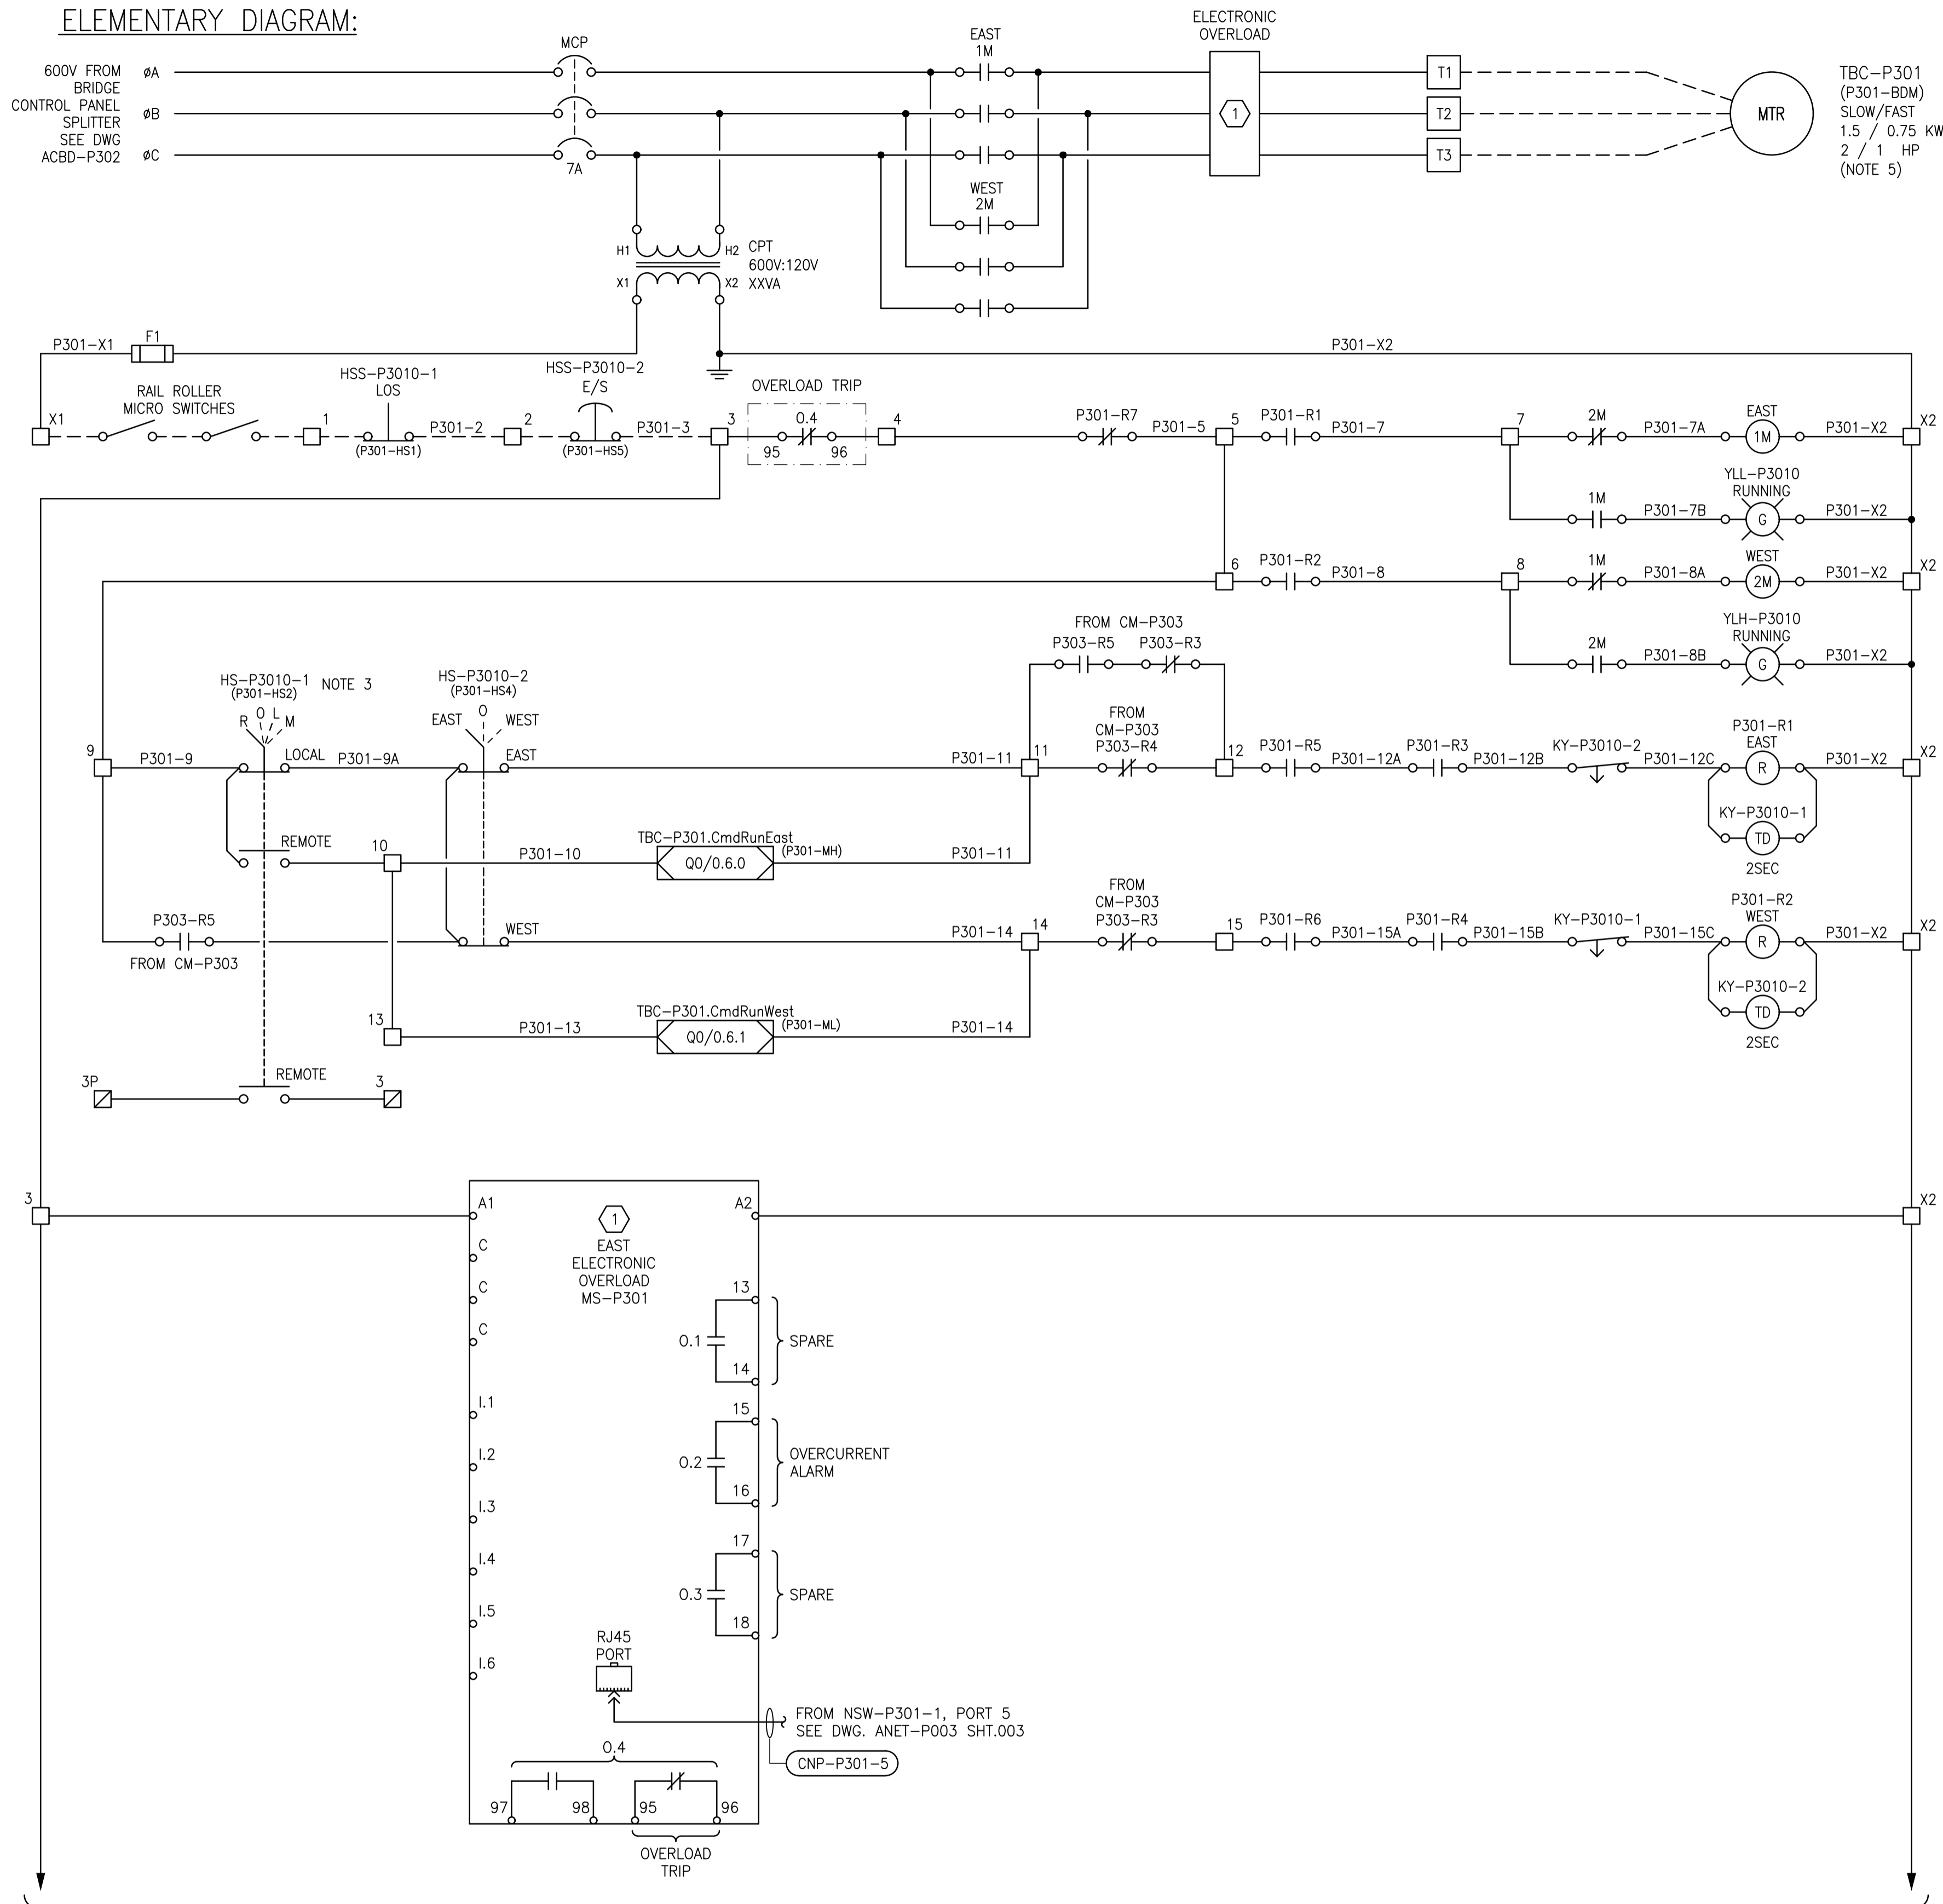 ELEMENTARY DIAGRAM:
600V FROM
BRIDGE
CONTROL PANEL
SPLITTER
SEE DWG
ACBD-P302
øA
øB
øC
MCP
7A
EAST
1M
WEST
2M
ELECTRONIC
OVERLOAD
1
T1
T2
T3
MTR
TBC-P301
(P301-BDM)
SLOW/FAST
1.5 / 0.75 KW
2 / 1 HP
(NOTE 5)
H1
H2
CPT
600V:120V
X1
X2
XXVA
P301-X1
F1
P301-X2
X1
RAIL ROLLER
MICRO SWITCHES
1
HSS-P3010-1
LOS
(P301-HS1)
P301-2
2
HSS-P3010-2
E/S
(P301-HS5)
P301-3
3
OVERLOAD TRIP
0.4
95
96
4
P301-R7
P301-5
5
P301-R1
P301-7
7
2M
P301-7A
EAST
1M
P301-X2
X2
1M
P301-7B
YLL-P3010
RUNNING
G
P301-X2
6
P301-R2
P301-8
8
1M
P301-8A
WEST
2M
P301-X2
X2
2M
P301-8B
YLH-P3010
RUNNING
G
P301-X2
FROM CM-P303
P303-R5
P303-R3
HS-P3010-1
(P301-HS2)
NOTE 3
R O L M
HS-P3010-2
(P301-HS4)
EAST O WEST
9
P301-9
LOCAL
P301-9A
EAST
P301-11
11
FROM
CM-P303
P303-R4
12
P301-R5
P301-12A
P301-R3
P301-12B
KY-P3010-2
P301-12C
P301-R1
EAST
R
P301-X2
X2
KY-P3010-1
TD
2SEC
REMOTE
10
P301-10
TBC-P301.CmdRunEast
Q0/0.6.0
(P301-MH)
P301-11
P303-R5
FROM CM-P303
WEST
P301-14
14
FROM
CM-P303
P303-R3
15
P301-R6
P301-15A
P301-R4
P301-15B
KY-P3010-1
P301-15C
P301-R2
WEST
R
P301-X2
X2
KY-P3010-2
TD
2SEC
13
P301-13
TBC-P301.CmdRunWest
Q0/0.6.1
(P301-ML)
P301-14
3P
REMOTE
3
3
A1
1
EAST
ELECTRONIC
OVERLOAD
MS-P301
A2
X2
C
C
C
I.1
I.2
I.3
I.4
I.5
I.6
13
0.1
14
SPARE
15
0.2
16
OVERCURRENT
ALARM
17
0.3
18
SPARE
RJ45
PORT
FROM NSW-P301-1, PORT 5
SEE DWG. ANET-P003 SHT.003
CNP-P301-5
0.4
97
98
95
96
OVERLOAD
TRIP